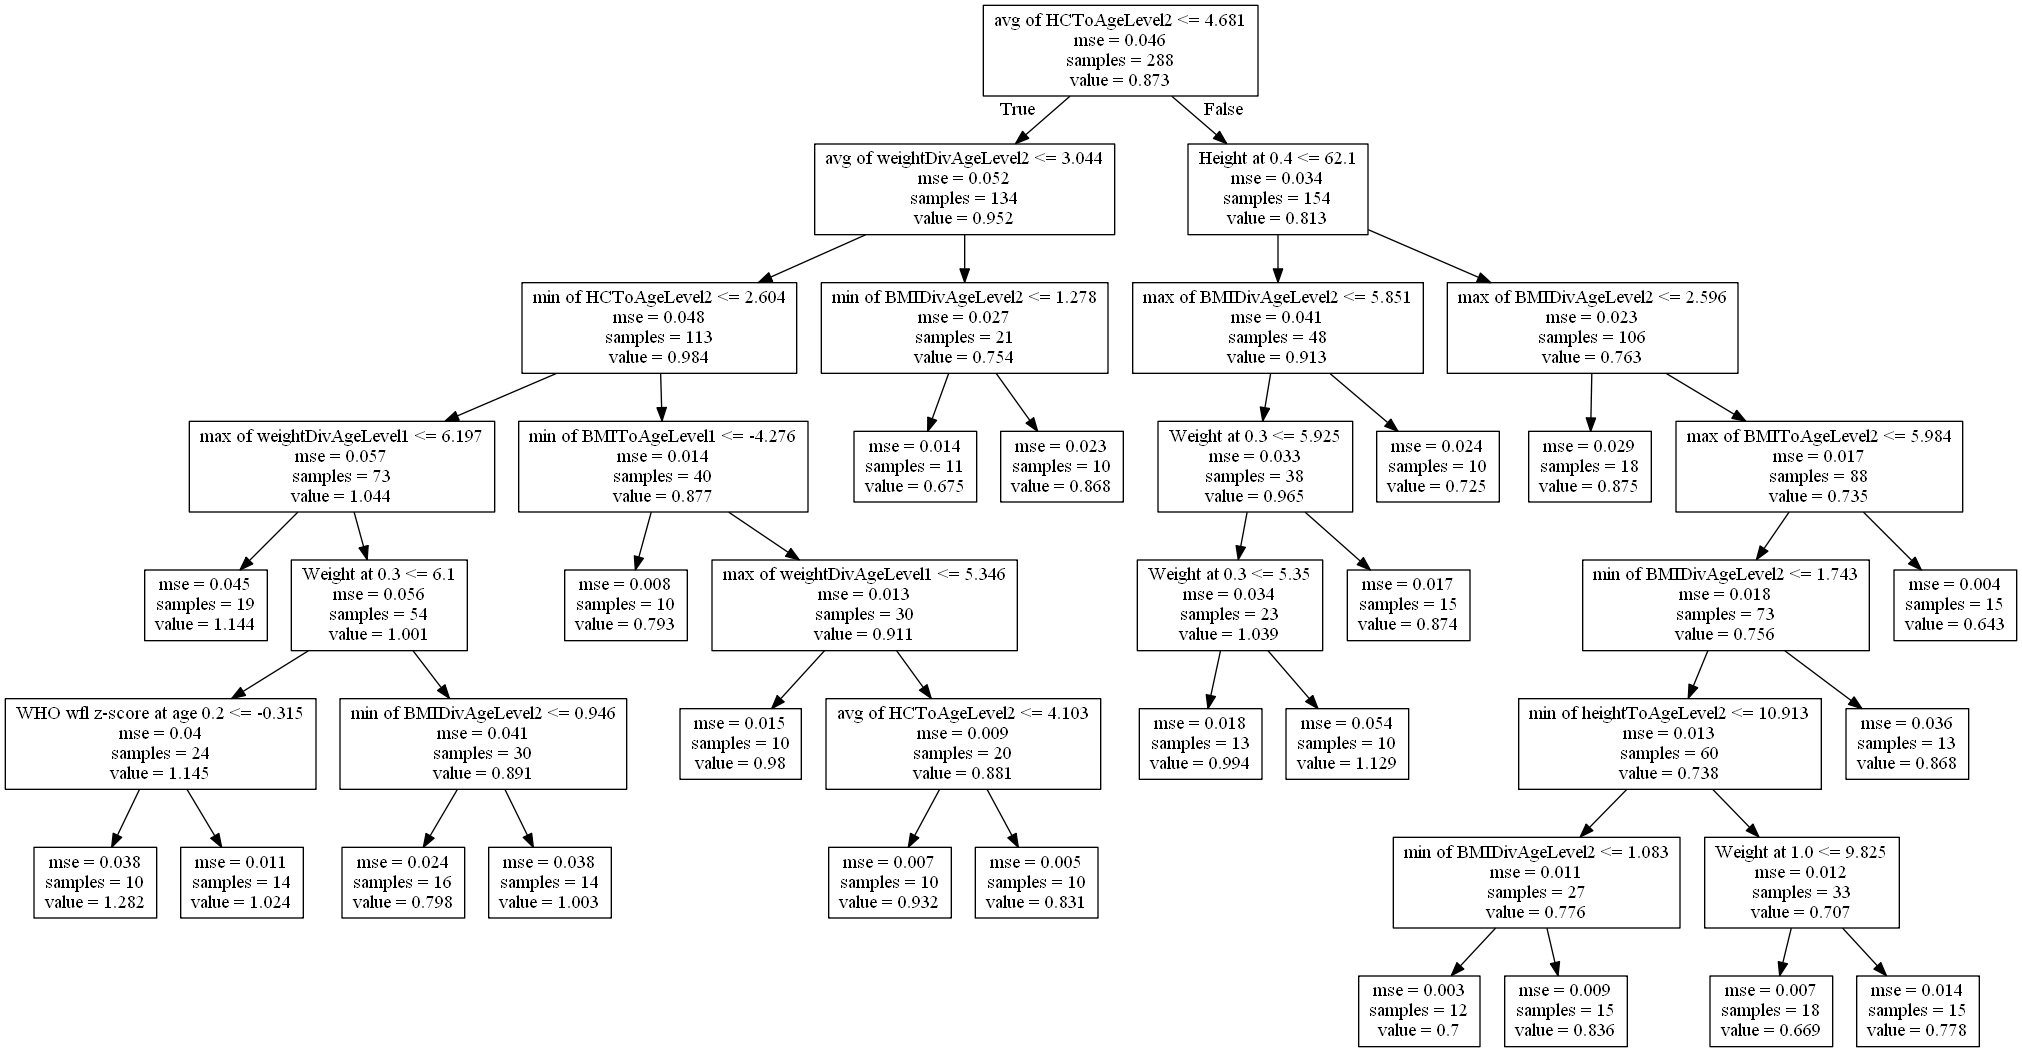 avg of HCToAgeLevel2 <= 4.681
mse = 0.046
samples = 288
value = 0.873
True
False
avg of weightDivAgeLevel2 <= 3.044
mse = 0.052
samples = 134
value = 0.952
Height at 0.4 <= 62.1
mse = 0.034
samples = 154
value = 0.813
min of HCToAgeLevel2 <= 2.604
mse = 0.048
samples = 113
value = 0.984
min of BMIDivAgeLevel2 <= 1.278
mse = 0.027
samples = 21
value = 0.754
max of BMIDivAgeLevel2 <= 5.851
mse = 0.041
samples = 48
value = 0.913
max of BMIDivAgeLevel2 <= 2.596
mse = 0.023
samples = 106
value = 0.763
max of weightDivAgeLevel1 <= 6.197
mse = 0.057
samples = 73
value = 1.044
min of BMIToAgeLevel1 <= -4.276
mse = 0.014
samples = 40
value = 0.877
mse = 0.014
samples = 11
value = 0.675
mse = 0.023
samples = 10
value = 0.868
Weight at 0.3 <= 5.925
mse = 0.033
samples = 38
value = 0.965
mse = 0.024
samples = 10
value = 0.725
mse = 0.029
samples = 18
value = 0.875
max of BMIToAgeLevel2 <= 5.984
mse = 0.017
samples = 88
value = 0.735
mse = 0.045
samples = 19
value = 1.144
Weight at 0.3 <= 6.1
mse = 0.056
samples = 54
value = 1.001
mse = 0.008
samples = 10
value = 0.793
max of weightDivAgeLevel1 <= 5.346
mse = 0.013
samples = 30
value = 0.911
Weight at 0.3 <= 5.35
mse = 0.034
samples = 23
value = 1.039
mse = 0.017
samples = 15
value = 0.874
min of BMIDivAgeLevel2 <= 1.743
mse = 0.018
samples = 73
value = 0.756
mse = 0.004
samples = 15
value = 0.643
WHO wfl z-score at age 0.2 <= -0.315
mse = 0.04
samples = 24
value = 1.145
min of BMIDivAgeLevel2 <= 0.946
mse = 0.041
samples = 30
value = 0.891
mse = 0.015
samples = 10
value = 0.98
avg of HCToAgeLevel2 <= 4.103
mse = 0.009
samples = 20
value = 0.881
mse = 0.018
samples = 13
value = 0.994
mse = 0.054
samples = 10
value = 1.129
min of heightToAgeLevel2 <= 10.913
mse = 0.013
samples = 60
value = 0.738
mse = 0.036
samples = 13
value = 0.868
mse = 0.038
samples = 10
value = 1.282
mse = 0.011
samples = 14
value = 1.024
mse = 0.024
samples = 16
value = 0.798
mse = 0.038
samples = 14
value = 1.003
mse = 0.007
samples = 10
value = 0.932
mse = 0.005
samples = 10
value = 0.831
min of BMIDivAgeLevel2 <= 1.083
mse = 0.011
samples = 27
value = 0.776
Weight at 1.0 <= 9.825
mse = 0.012
samples = 33
value = 0.707
mse = 0.003
samples = 12
value = 0.7
mse = 0.009
samples = 15
value = 0.836
mse = 0.007
samples = 18
value = 0.669
mse = 0.014
samples = 15
value = 0.778